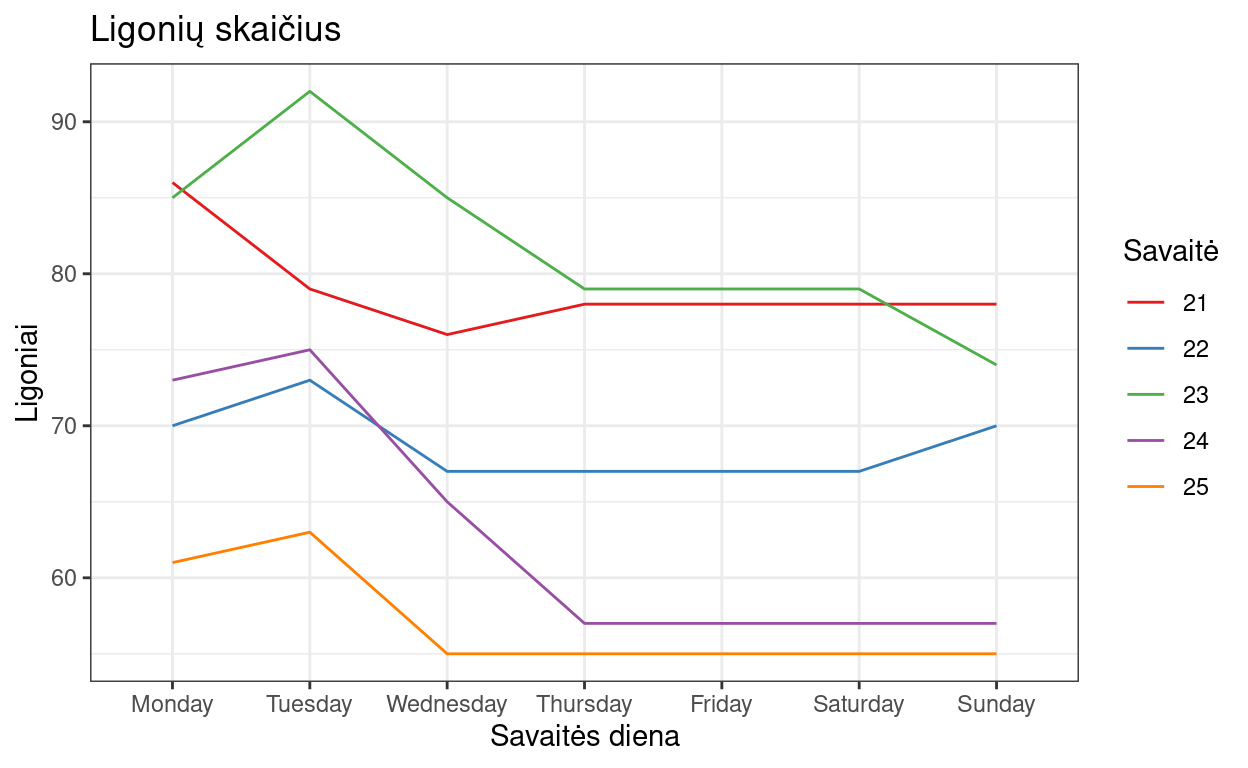 Ligonių skaičius
90
80
70
60
Ligoniai
Monday Tuesday Wednesday Thursday Friday Saturday Sunday
Savaitės diena
Savaitė
21
22
23
24
25